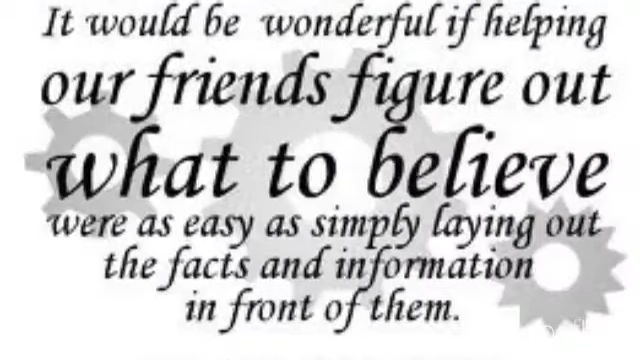 It would be wonderful if helping
our friends figure out
what to believe
were as easy as simply laying out
the facts and information
in front of them.